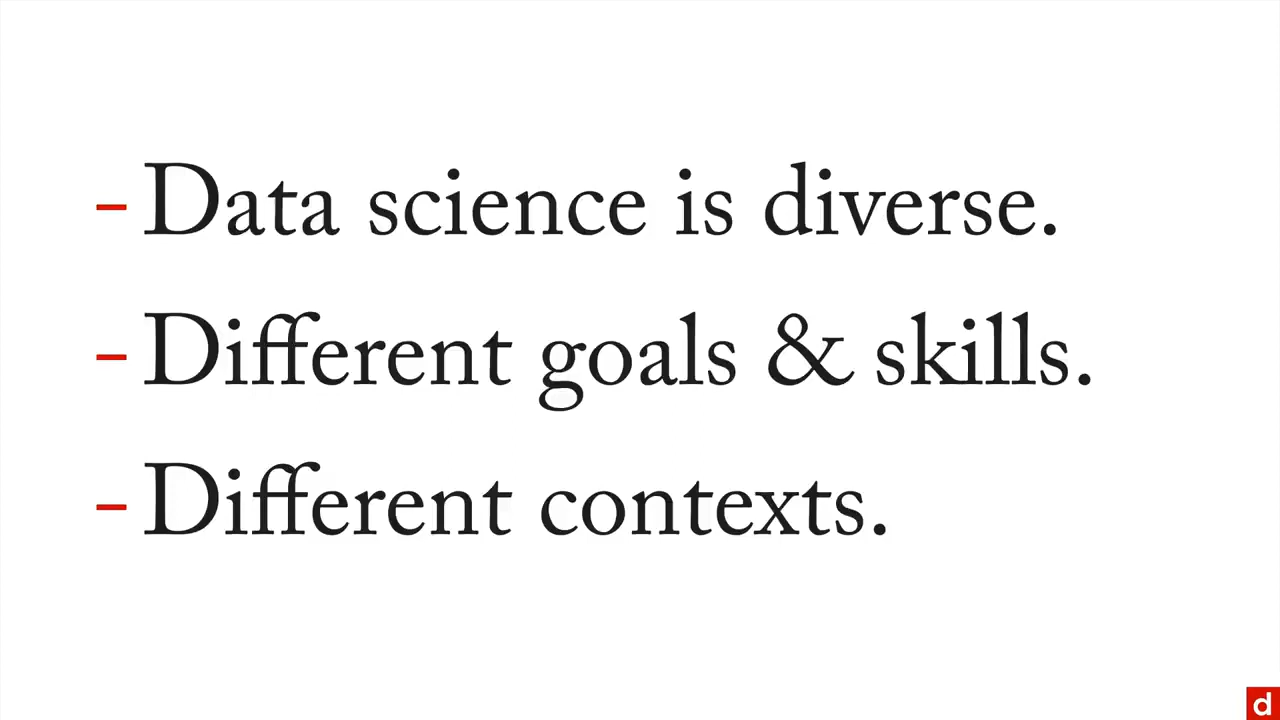 - Data science is diverse.
- Different goals & skills.
- Different contexts.
d